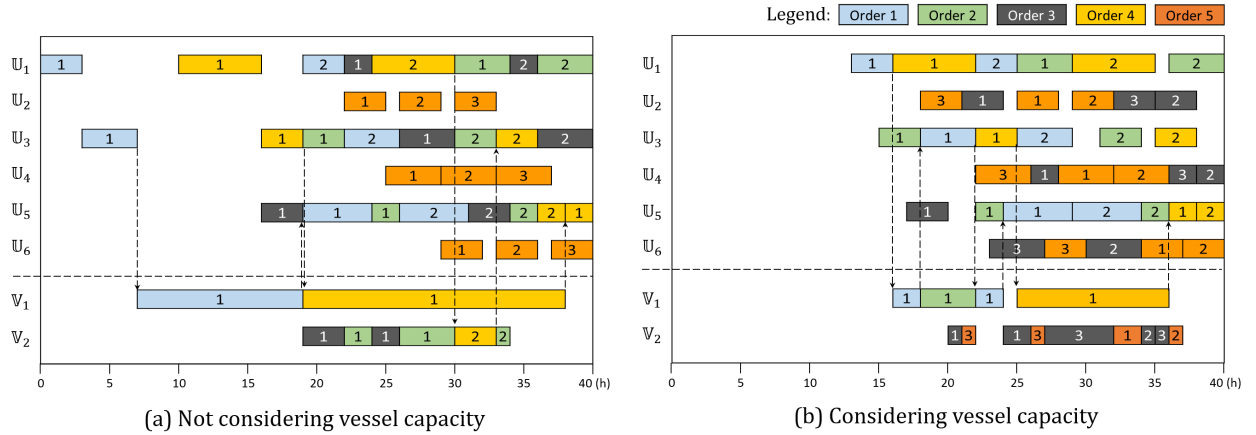 Legend: Order 1 Order 2 Order 3 Order 4 Order 5
𝕌1 1 1 2 1 2 1 2 2
𝕌2 1 2 3
𝕌3 1 1 1 2 1 2 2 2
𝕌4 1 2 3
𝕌5 1 1 1 2 2 2 2 1
𝕌6 1 2 3
𝕍1 1 1
𝕍2 1 1 1 1 2 2
0 5 10 15 20 25 30 35 40 (h)
(a) Not considering vessel capacity
𝕌1 1 1 2 1 2 2
𝕌2 3 1 1 2 3 2
𝕌3 1 1 1 2 2 2
𝕌4 3 1 1 2 3 2
𝕌5 1 1 1 2 2 1 2
𝕌6 3 3 2 1 2
𝕍1 1 1 1 1
𝕍2 1 3 1 3 3 1 2 3 2
0 5 10 15 20 25 30 35 40 (h)
(b) Considering vessel capacity